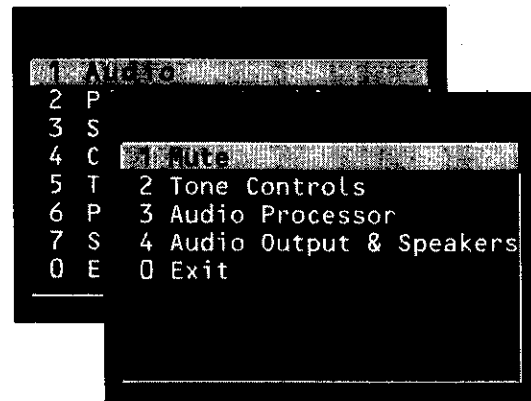 1 Audio
2 P
3 S
4 C
5 T
6 P
7 S
0 E
1 Mute
2 Tone Controls
3 Audio Processor
4 Audio Output & Speakers
0 Exit